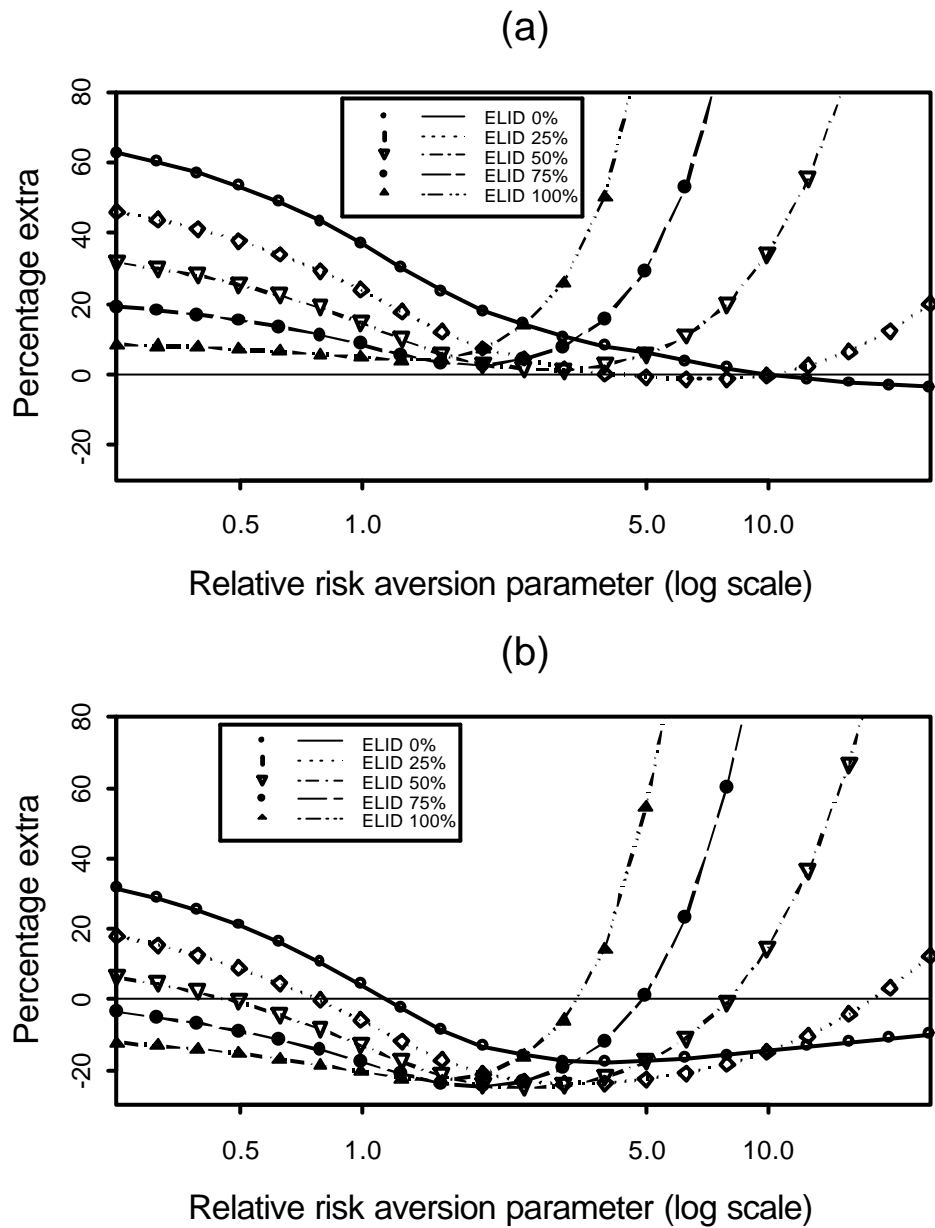 (a)
80
60
40
20
0
-20
Percentage extra
ELID 0%
ELID 25%
ELID 50%
ELID 75%
ELID 100%
0.5 1.0 5.0 10.0
Relative risk aversion parameter (log scale)
(b)
80
60
40
20
0
-20
Percentage extra
ELID 0%
ELID 25%
ELID 50%
ELID 75%
ELID 100%
0.5 1.0 5.0 10.0
Relative risk aversion parameter (log scale)